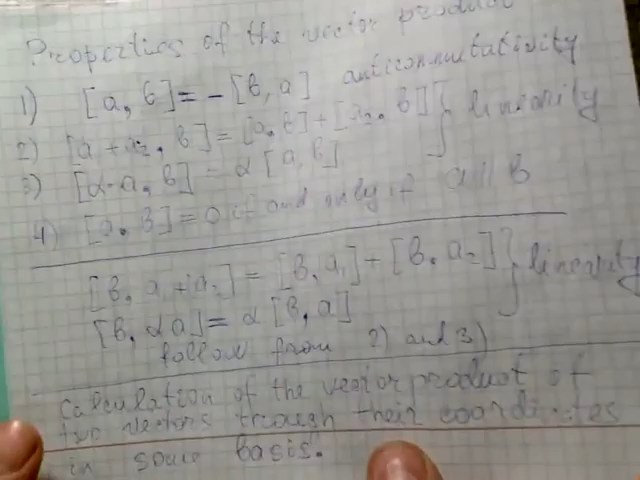 Properties of the vector product
1) [a, b] = - [b, a] anticommutativity
2) [a + a₂, b] = [a, b] + [a₂, b] } linearity
3) [α·a, b] = α [a, b]
4) [a, b] = 0 if and only if a || b
[b, a₁ + a₂] = [b, a₁] + [b, a₂] } linearity
[b, αa] = α [b, a]
follow from 2) and 3)
Calculation of the vector product of
two vectors trough their coordinates
in some basis.